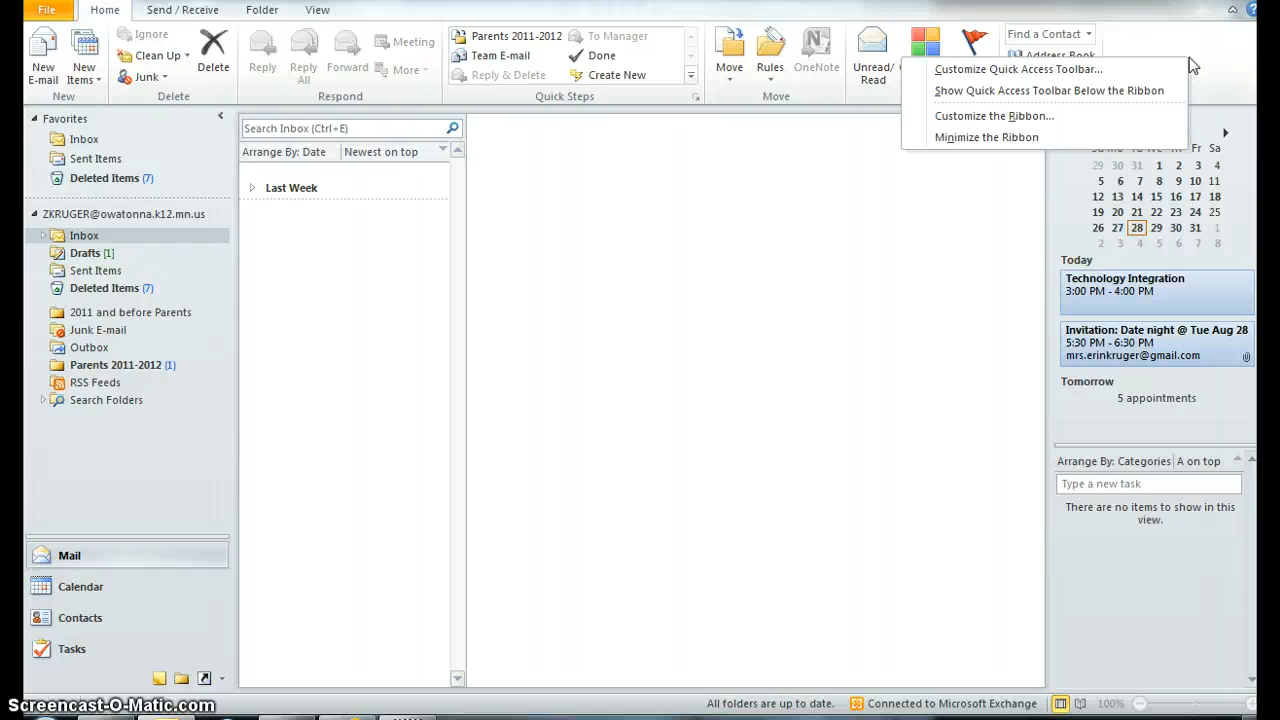 File
Home
Send / Receive
Folder
View
New
E-mail
New
Items
Ignore
Clean Up
Junk
Delete
Reply
Reply
All
Forward
Meeting
More
Parents 2011-2012
To Manager
Team E-mail
Done
Reply & Delete
Create New
Move
Rules
OneNote
Unread/
Read
Find a Contact
Address Book
New
Delete
Respond
Quick Steps
Move
Customize Quick Access Toolbar...
Show Quick Access Toolbar Below the Ribbon
Customize the Ribbon...
Minimize the Ribbon
Favorites
Inbox
Sent Items
Deleted Items (7)
ZKRUGER@owatonna.k12.mn.us
Inbox
Drafts [1]
Sent Items
Deleted Items (7)
2011 and before Parents
Junk E-mail
Outbox
Parents 2011-2012 (1)
RSS Feeds
Search Folders
Mail
Calendar
Contacts
Tasks
Search Inbox (Ctrl+E)
Arrange By: Date
Newest on top
Last Week
Su Mo Tu We Th Fr Sa
29 30 31 1 2 3 4
5 6 7 8 9 10 11
12 13 14 15 16 17 18
19 20 21 22 23 24 25
26 27 28 29 30 31 1
2 3 4 5 6 7 8
Today
Technology Integration
3:00 PM - 4:00 PM
Invitation: Date night @ Tue Aug 28
5:30 PM - 6:30 PM
mrs.erinkruger@gmail.com
Tomorrow
5 appointments
Arrange By: Categories
A on top
Type a new task
There are no items to show in this
view.
All folders are up to date.
Connected to Microsoft Exchange
100%
Screencast-O-Matic.com